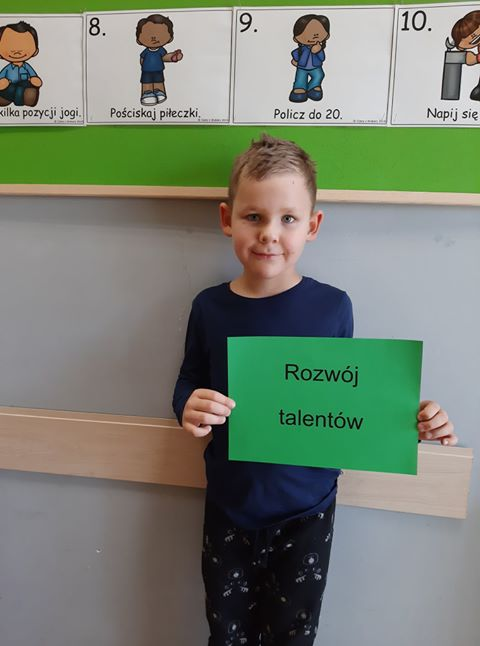 8.
9.
10.
kilka pozycji jogi.
Pościskaj piłeczki.
Policz do 20.
Napij się
Rozwój
talentów